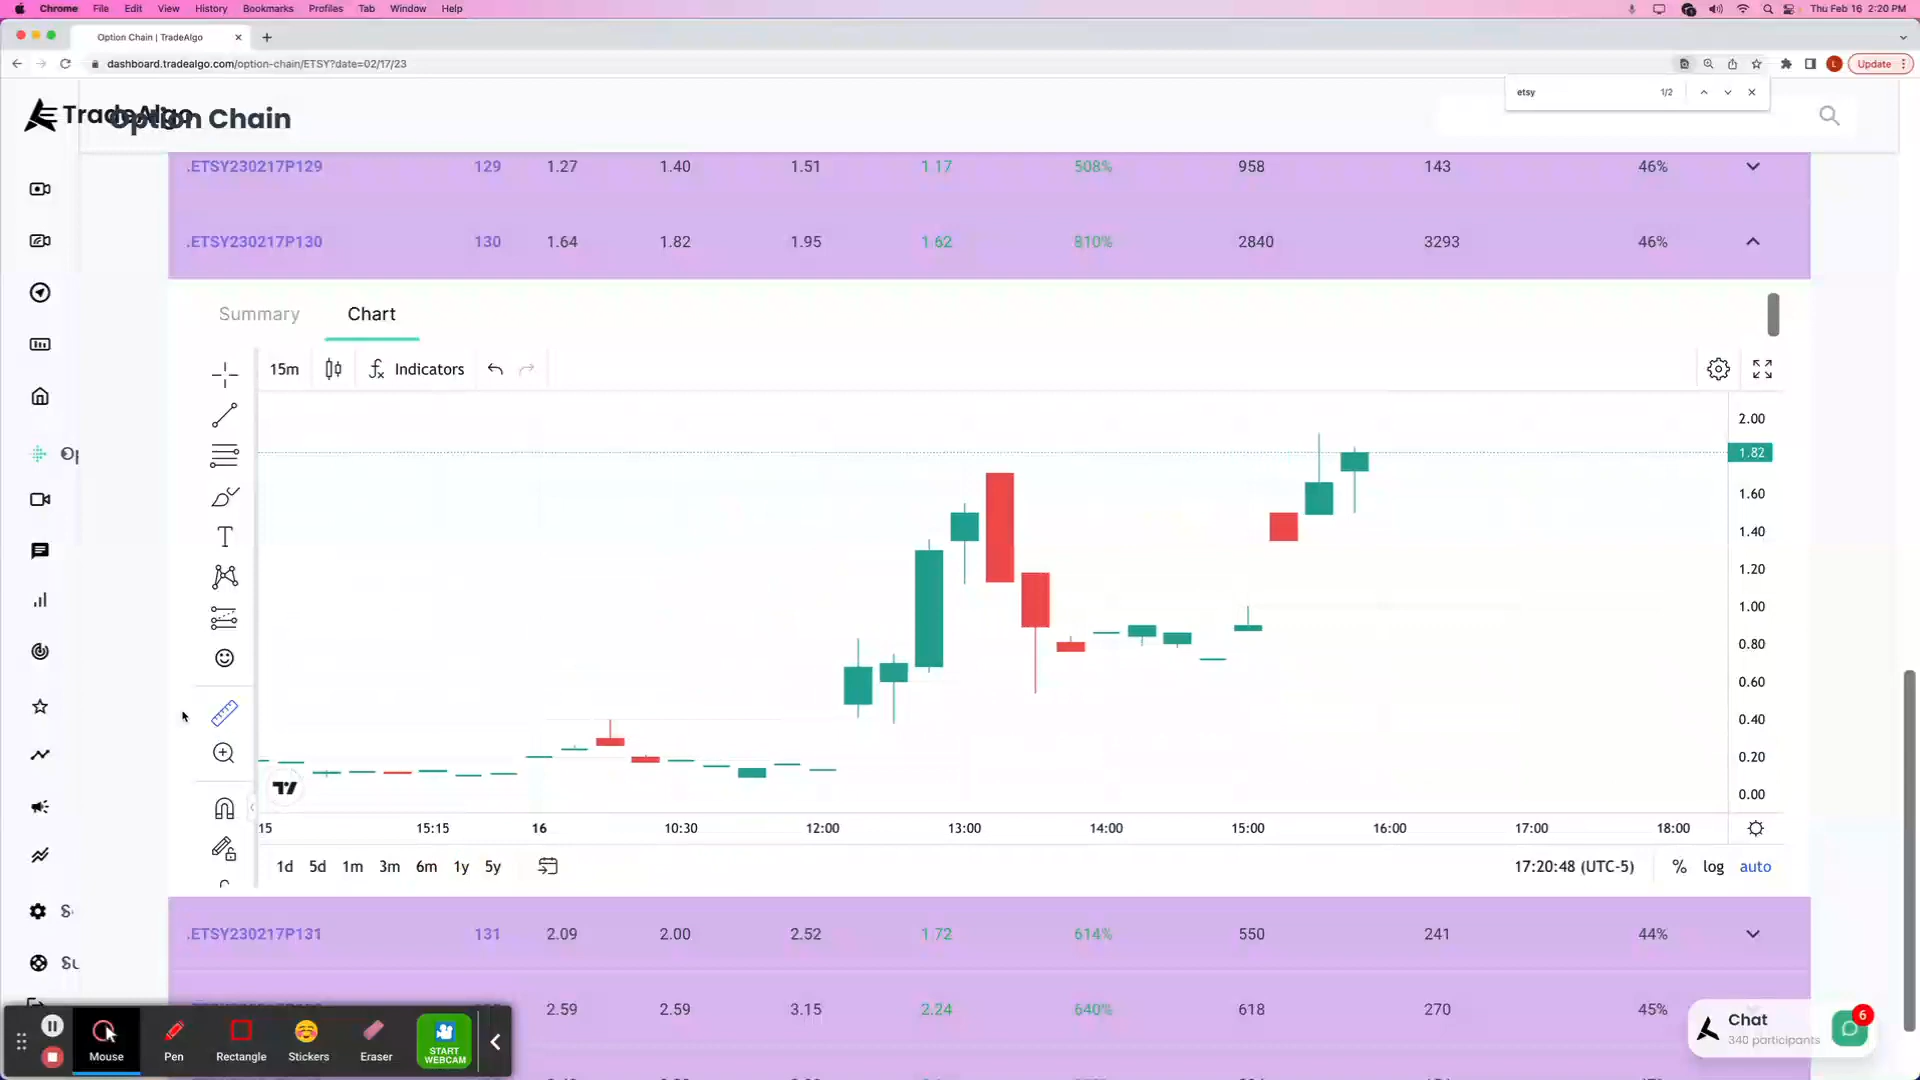 Chrome File Edit View History Bookmarks Profiles Tab Window Help Thu Feb 16 2:20 PM
Option Chain | TradeAlgo
dashboard.tradealgo.com/option-chain/ETSY?date=02/17/23 Update
etsy 1/2
TradeAlgo Option Chain
.ETSY230217P129 129 1.27 1.40 1.51 1.17 508% 958 143 46%
.ETSY230217P130 130 1.64 1.82 1.95 1.62 810% 2840 3293 46%
Summary Chart
15m Indicators
2.00
1.82
1.60
1.40
1.20
1.00
0.80
0.60
0.40
0.20
0.00
15 15:15 16 10:30 12:00 13:00 14:00 15:00 16:00 17:00 18:00
1d 5d 1m 3m 6m 1y 5y 17:20:48 (UTC-5) % log auto
.ETSY230217P131 131 2.09 2.00 2.52 1.72 614% 550 241 44%
2.59 2.59 3.15 2.24 640% 618 270 45%
Mouse Pen Rectangle Stickers Eraser START WEBCAM
Chat 6
340 participants